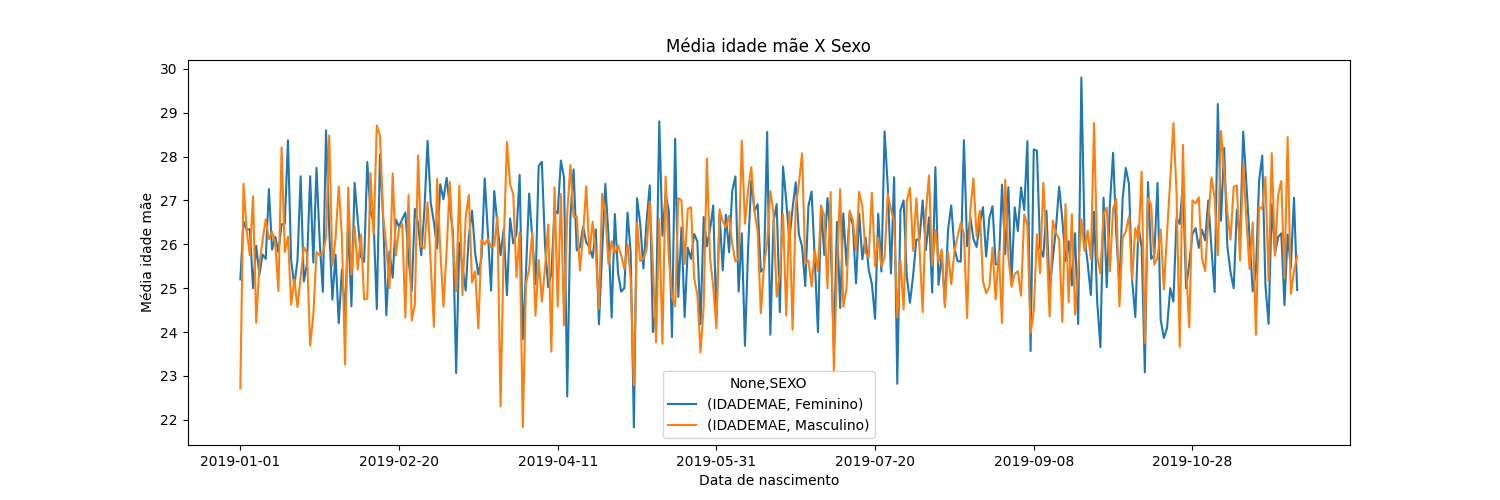 Média idade mãe X Sexo
Média idade mãe
30
29
28
27
26
25
24
23
22
None,SEXO
(IDADEMAE, Feminino)
(IDADEMAE, Masculino)
2019-01-01 2019-02-20 2019-04-11 2019-05-31 2019-07-20 2019-09-08 2019-10-28
Data de nascimento